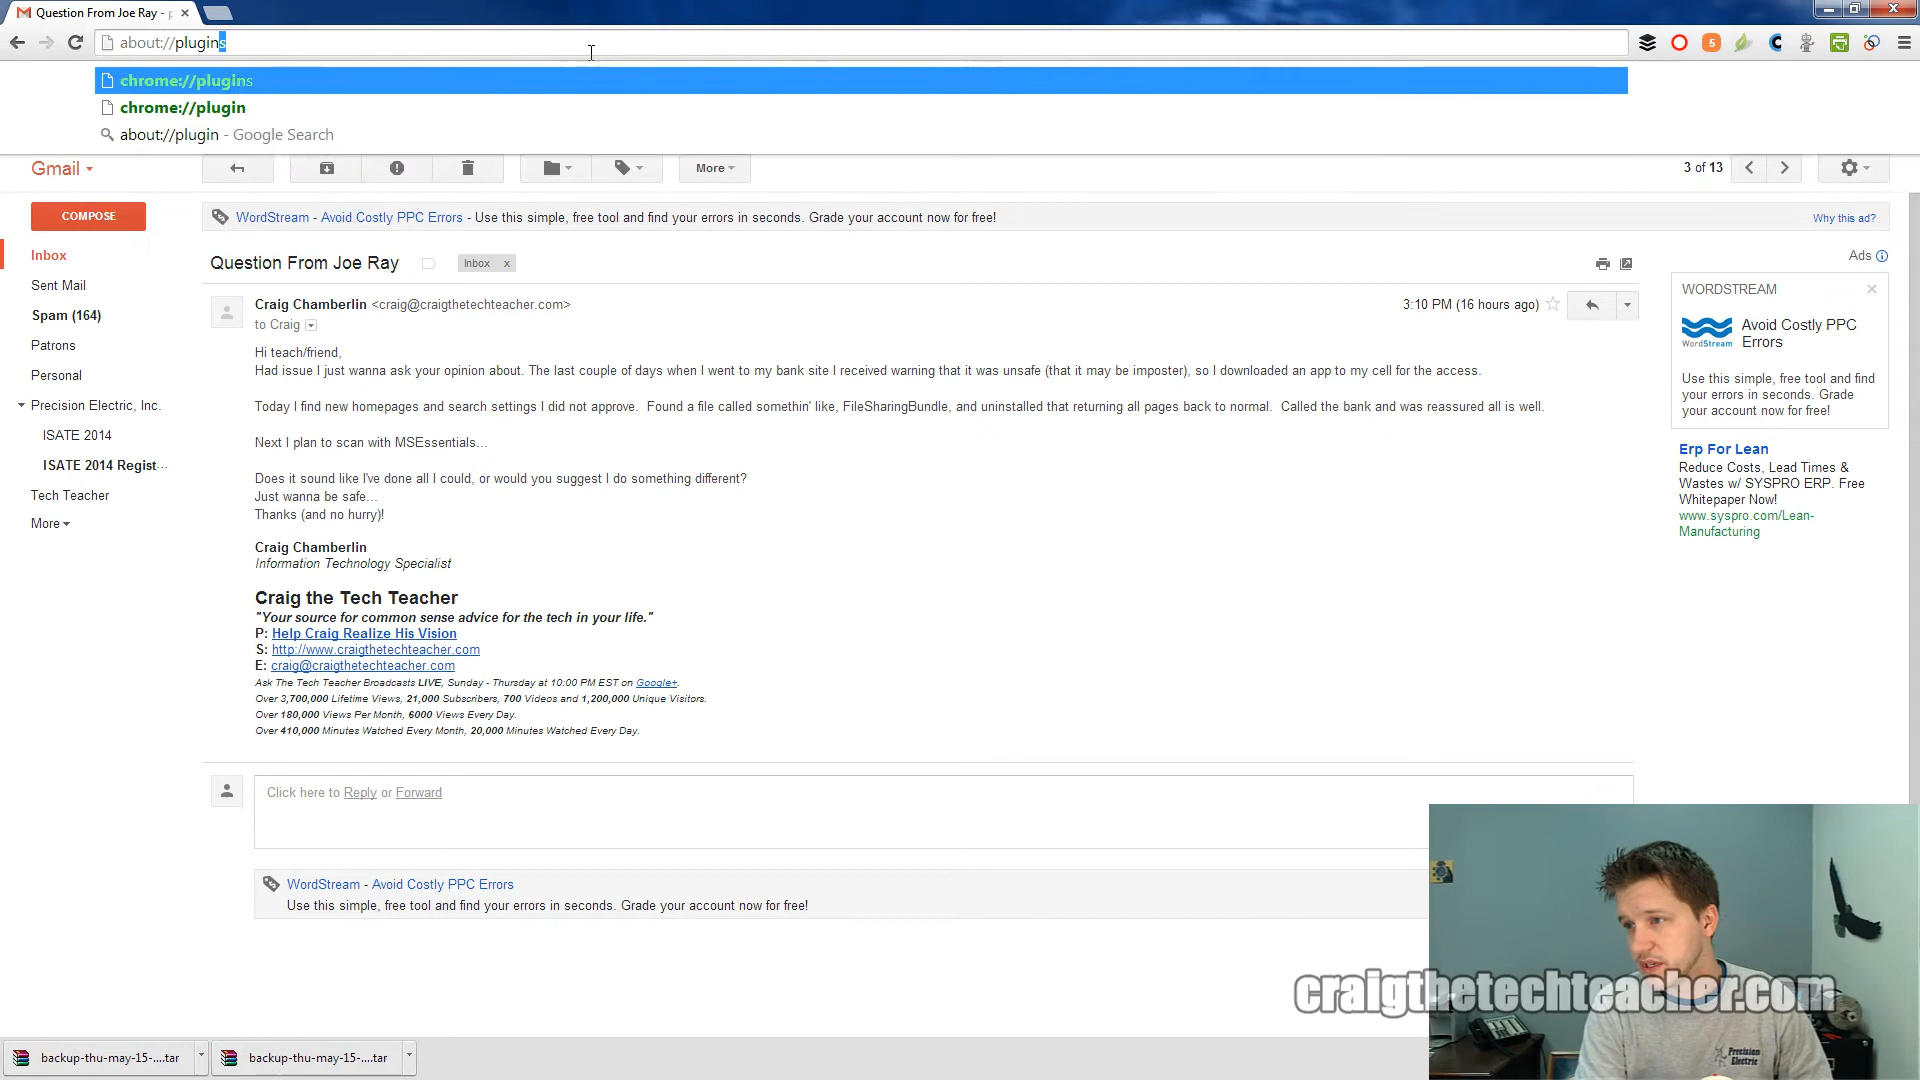 Question From Joe Ray - p
about://plugins
chrome://plugins
chrome://plugin
about://plugin - Google Search
Gmail
More
3 of 13
COMPOSE
WordStream - Avoid Costly PPC Errors - Use this simple, free tool and find your errors in seconds. Grade your account now for free!
Why this ad?
Inbox
Sent Mail
Spam (164)
Patrons
Personal
Precision Electric, Inc.
ISATE 2014
ISATE 2014 Regist...
Tech Teacher
More
Question From Joe Ray
Inbox x
Craig Chamberlin <craig@craigthetechteacher.com>
3:10 PM (16 hours ago)
to Craig
Hi teach/friend,
Had issue I just wanna ask your opinion about. The last couple of days when I went to my bank site I received warning that it was unsafe (that it may be imposter), so I downloaded an app to my cell for the access.
Today I find new homepages and search settings I did not approve. Found a file called somethin' like, FileSharingBundle, and uninstalled that returning all pages back to normal. Called the bank and was reassured all is well.
Next I plan to scan with MSEssentials...
Does it sound like I've done all I could, or would you suggest I do something different?
Just wanna be safe...
Thanks (and no hurry)!
Craig Chamberlin
Information Technology Specialist
Craig the Tech Teacher
"Your source for common sense advice for the tech in your life."
P: Help Craig Realize His Vision
S: http://www.craigthetechteacher.com
E: craig@craigthetechteacher.com
Ask The Tech Teacher Broadcasts LIVE, Sunday - Thursday at 10:00 PM EST on Google+.
Over 3,700,000 Lifetime Views, 21,000 Subscribers, 700 Videos and 1,200,000 Unique Visitors.
Over 180,000 Views Per Month, 6000 Views Every Day.
Over 410,000 Minutes Watched Every Month, 20,000 Minutes Watched Every Day.
Click here to Reply or Forward
WordStream - Avoid Costly PPC Errors
Use this simple, free tool and find your errors in seconds. Grade your account now for free!
Ads
WORDSTREAM
WordStream
Avoid Costly PPC
Errors
Use this simple, free tool and find
your errors in seconds. Grade
your account now for free!
Erp For Lean
Reduce Costs, Lead Times &
Wastes w/ SYSPRO ERP. Free
Whitepaper Now!
www.syspro.com/Lean-
Manufacturing
craigthetechteacher.com
Precision
Electric
backup-thu-may-15-....tar
backup-thu-may-15-....tar
5